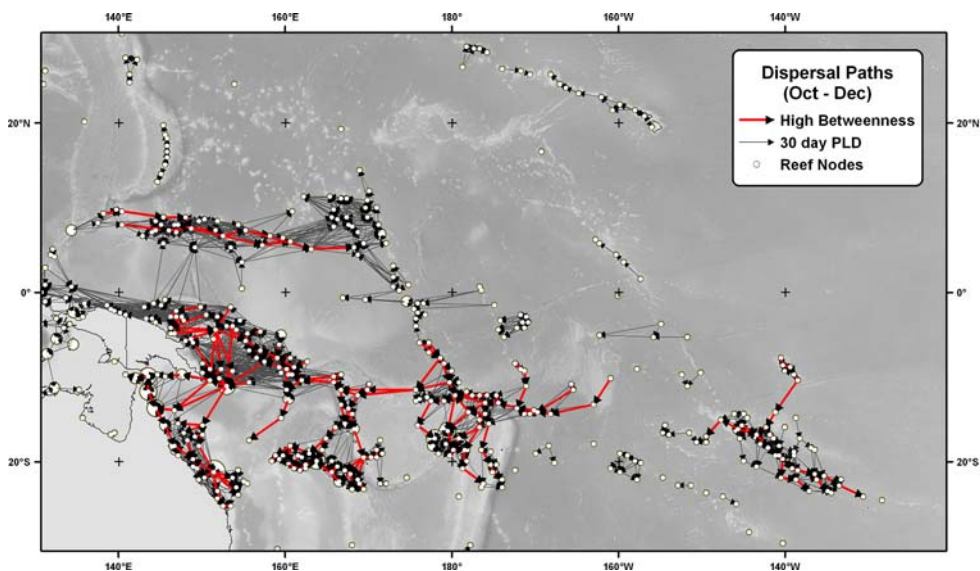 140°E 160°E 180° 160°W 140°W
Dispersal Paths
(Oct - Dec)
High Betweenness
30 day PLD
Reef Nodes
20°N 20°N
0° 0°
20°S 20°S
140°E 160°E 180° 160°W 140°W